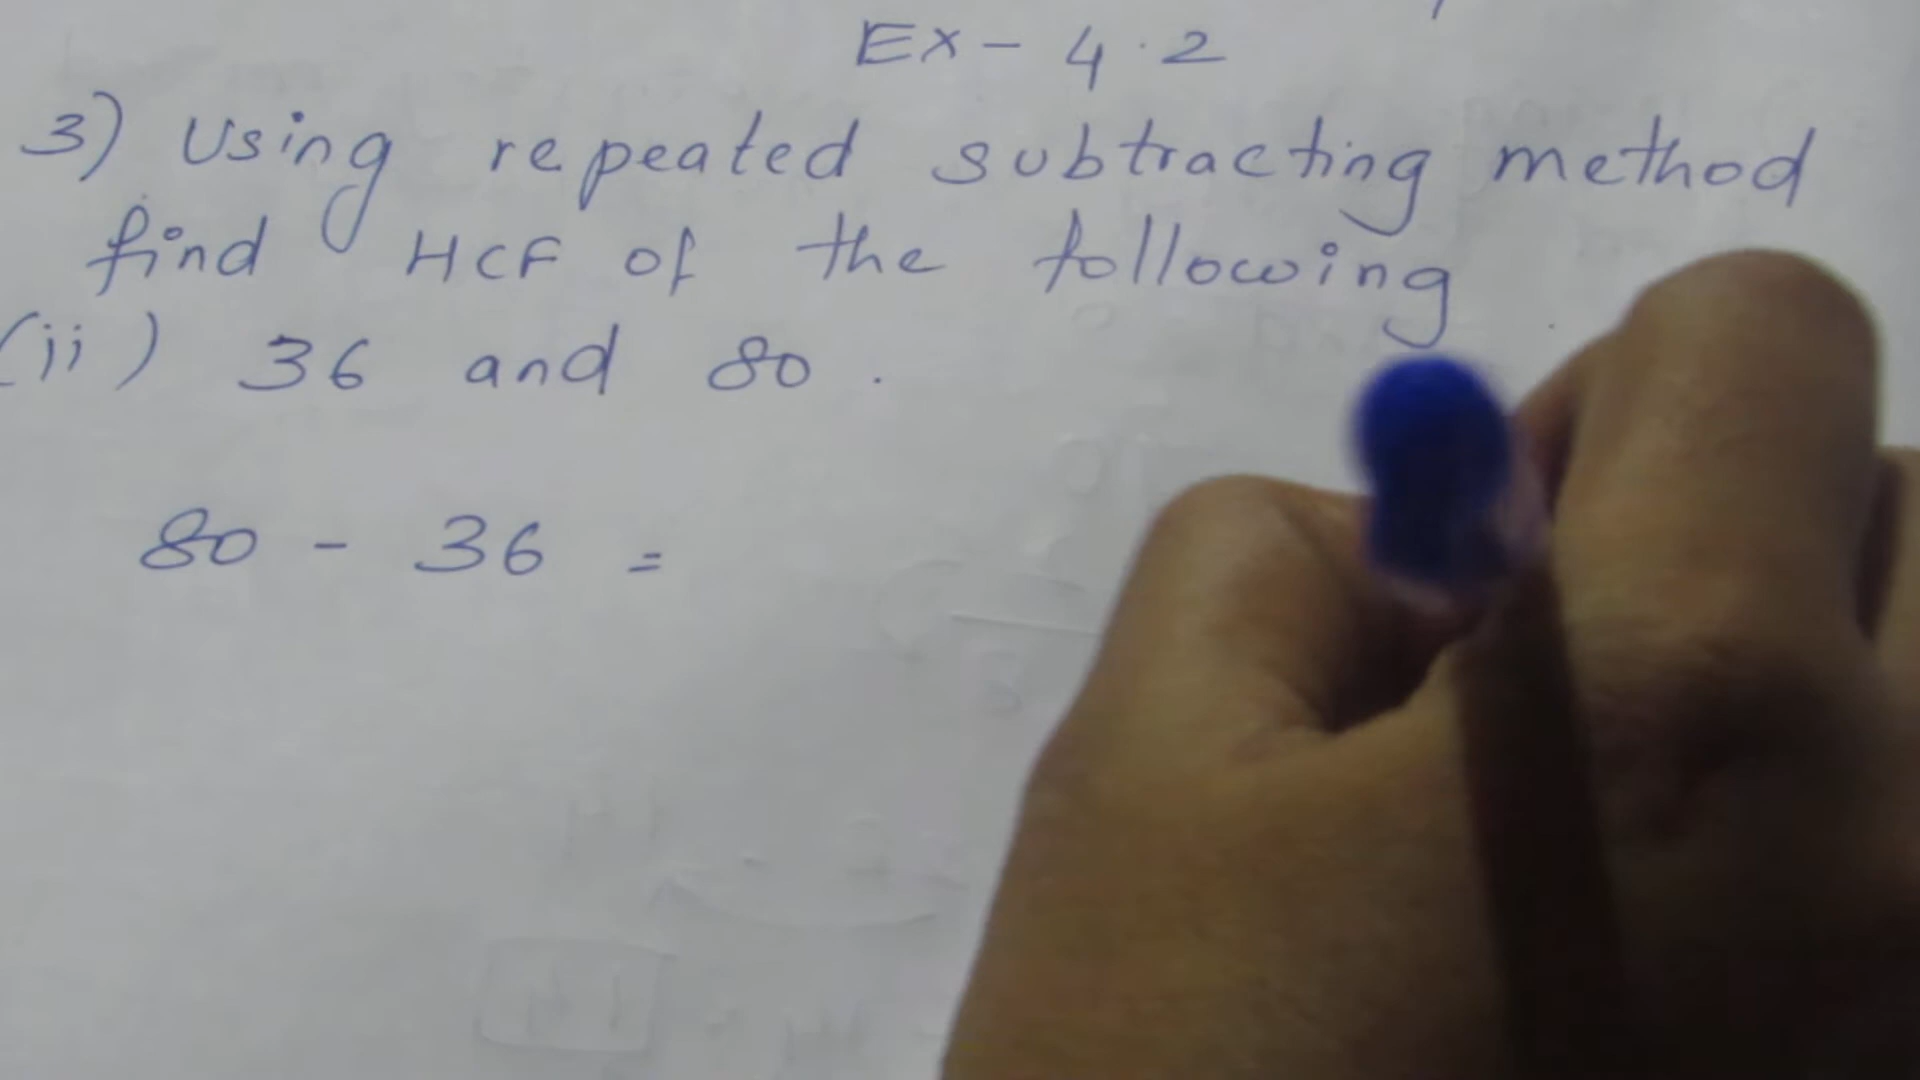 Ex - 4.2
3) Using repeated subtracting method
find HCF of the following
(ii) 36 and 80.
80 - 36 =